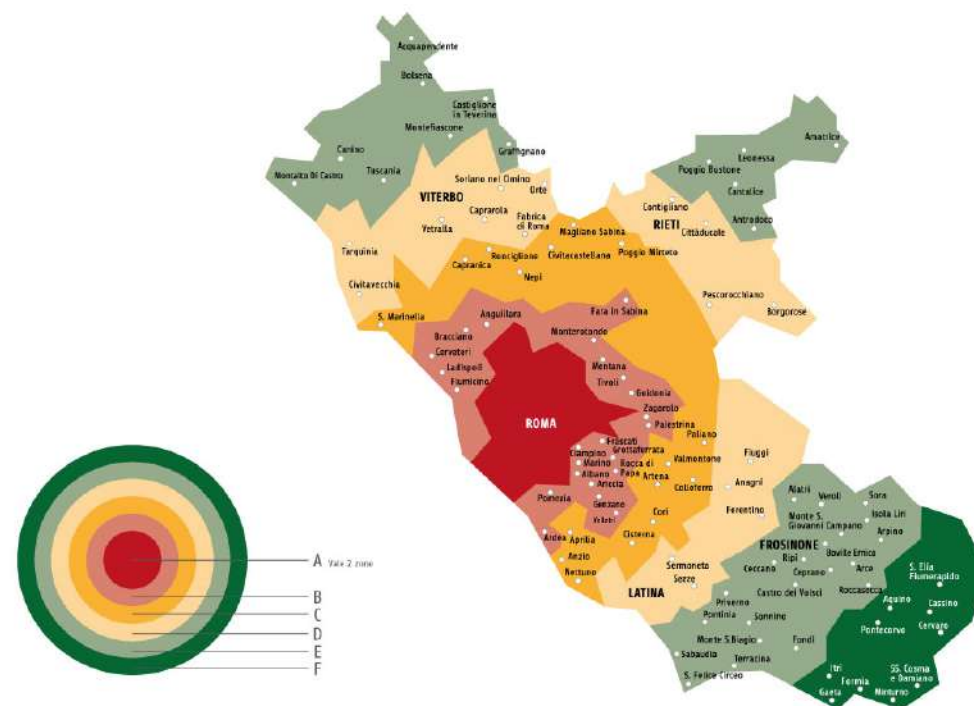 Acquapendente
Bolsena
Castiglione
in Teverina
Montefiascone
Graffignano
Canino
Tuscania
Montalto Di Castro
Soriano nel Cimino
Orte
VITERBO
Caprarola
Vetralla
Fabrica
di Roma
Magliano Sabina
Tarquinia
Ronciglione
Civitacastellana
Poggio Mirteto
Capranica
Nepi
Civitavecchia
S. Marinella
Amatrice
Leonessa
Poggio Bustone
Cantalice
Contigliano
RIETI
Antrodoco
Cittàducale
Pescorocchiano
Borgorose
Fara in Sabina
Anguillara
Monterotondo
Bracciano
Cerveteri
Mentana
Ladispoli
Tivoli
Fiumicino
Guidonia
Zagarolo
ROMA
Palestrina
Frascati
Paliano
Ciampino
Grottaferrata
Marino
Rocca di
Papa
Valmontone
Albano
Fiuggi
Ariccia
Artena
Colleferro
Anagni
Pomezia
Genzano
Velletri
Cori
Ferentino
Ardea
Aprilia
Cisterna
Anzio
Nettuno
Sermoneta
Sezze
LATINA
Alatri
Veroli
Sora
Monte S.
Giovanni Campano
Isola Liri
Arpino
FROSINONE
Ripi
Boville Ernica
Ceccano
Ceprano
Arce
Castro dei Volsci
Roccasecca
Priverno
Pontinia
Sonnino
Monte S.Biagio
Fondi
Sabaudia
Terracina
S. Felice Circeo
S. Elia
Fiumerapido
Aquino
Cassino
Pontecorvo
Cervaro
Itri
SS. Cosma
e Damiano
Formia
Gaeta
Minturno
A Vale 2 zone
B
C
D
E
F